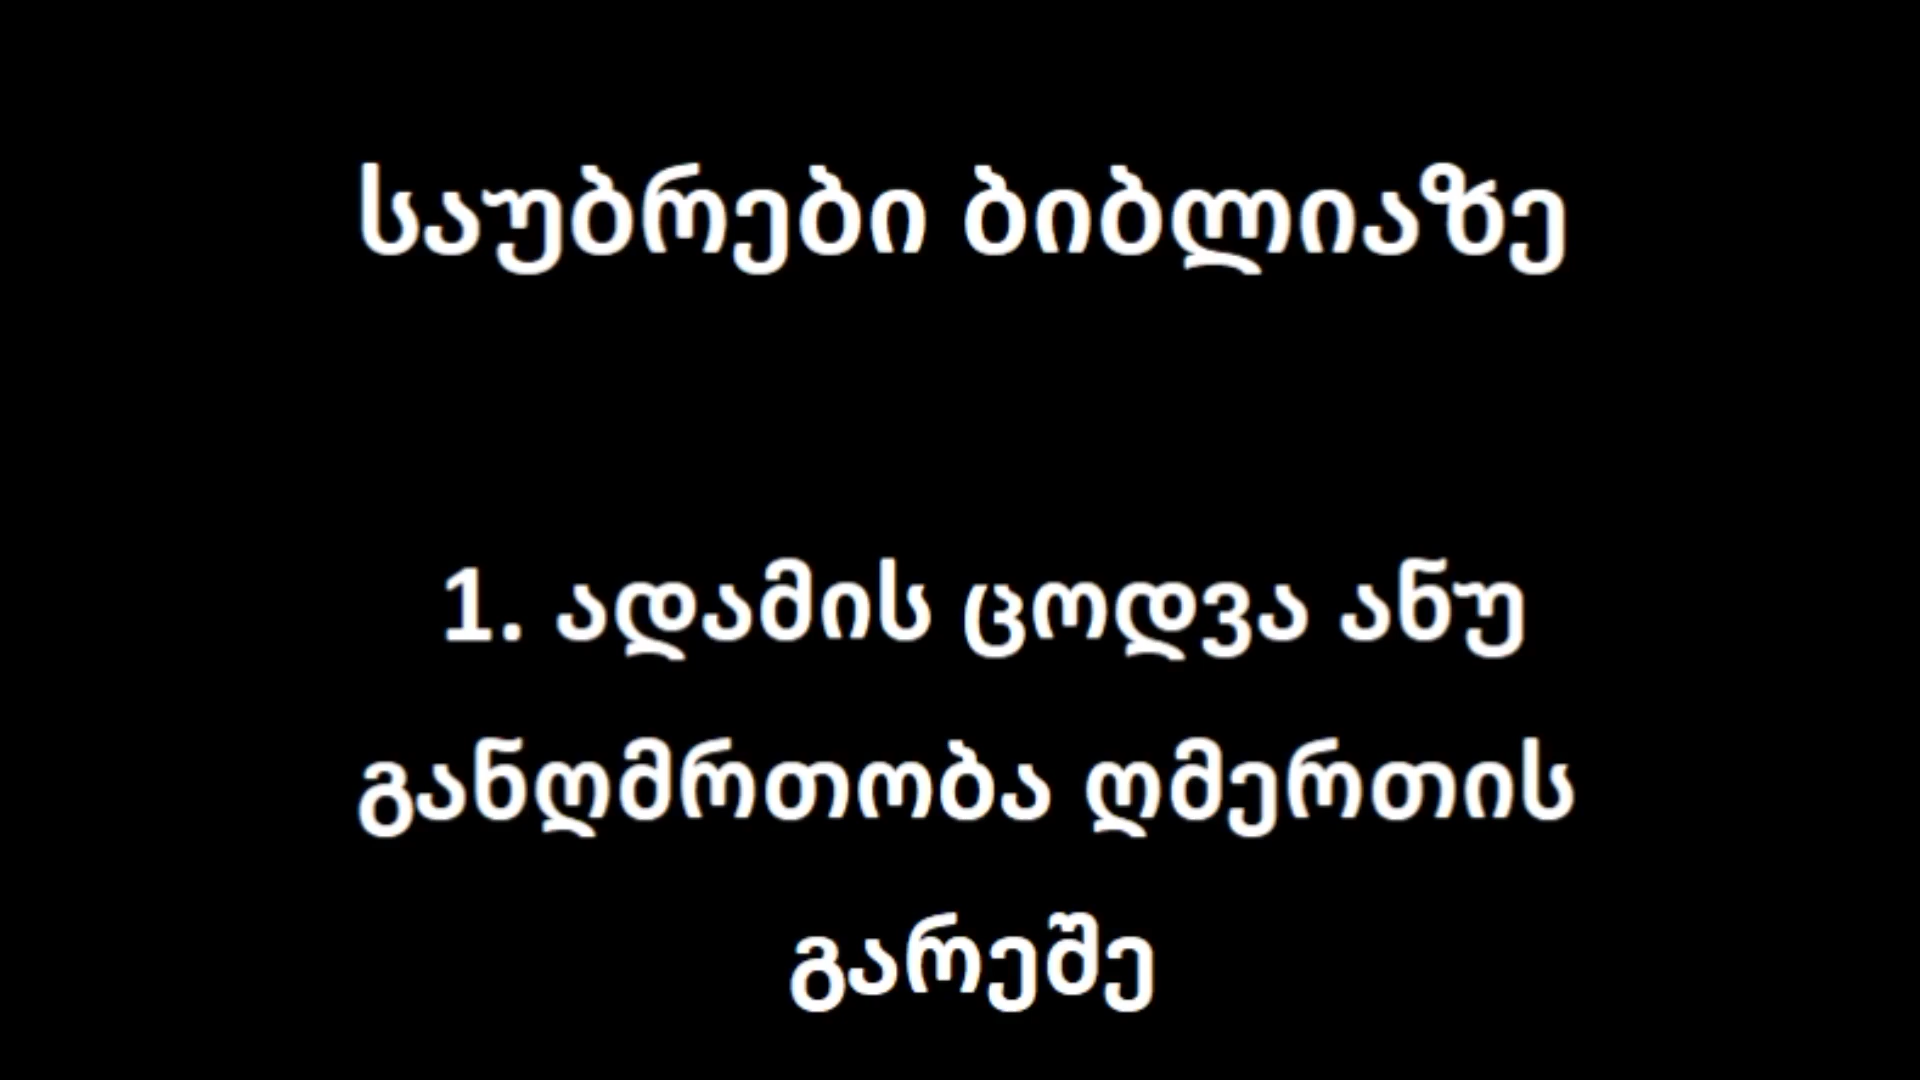 საუბრები ბიბლიაზე
1. ადამის ცოდვა ანუ
განღმრთობა ღმერთის
გარეშე